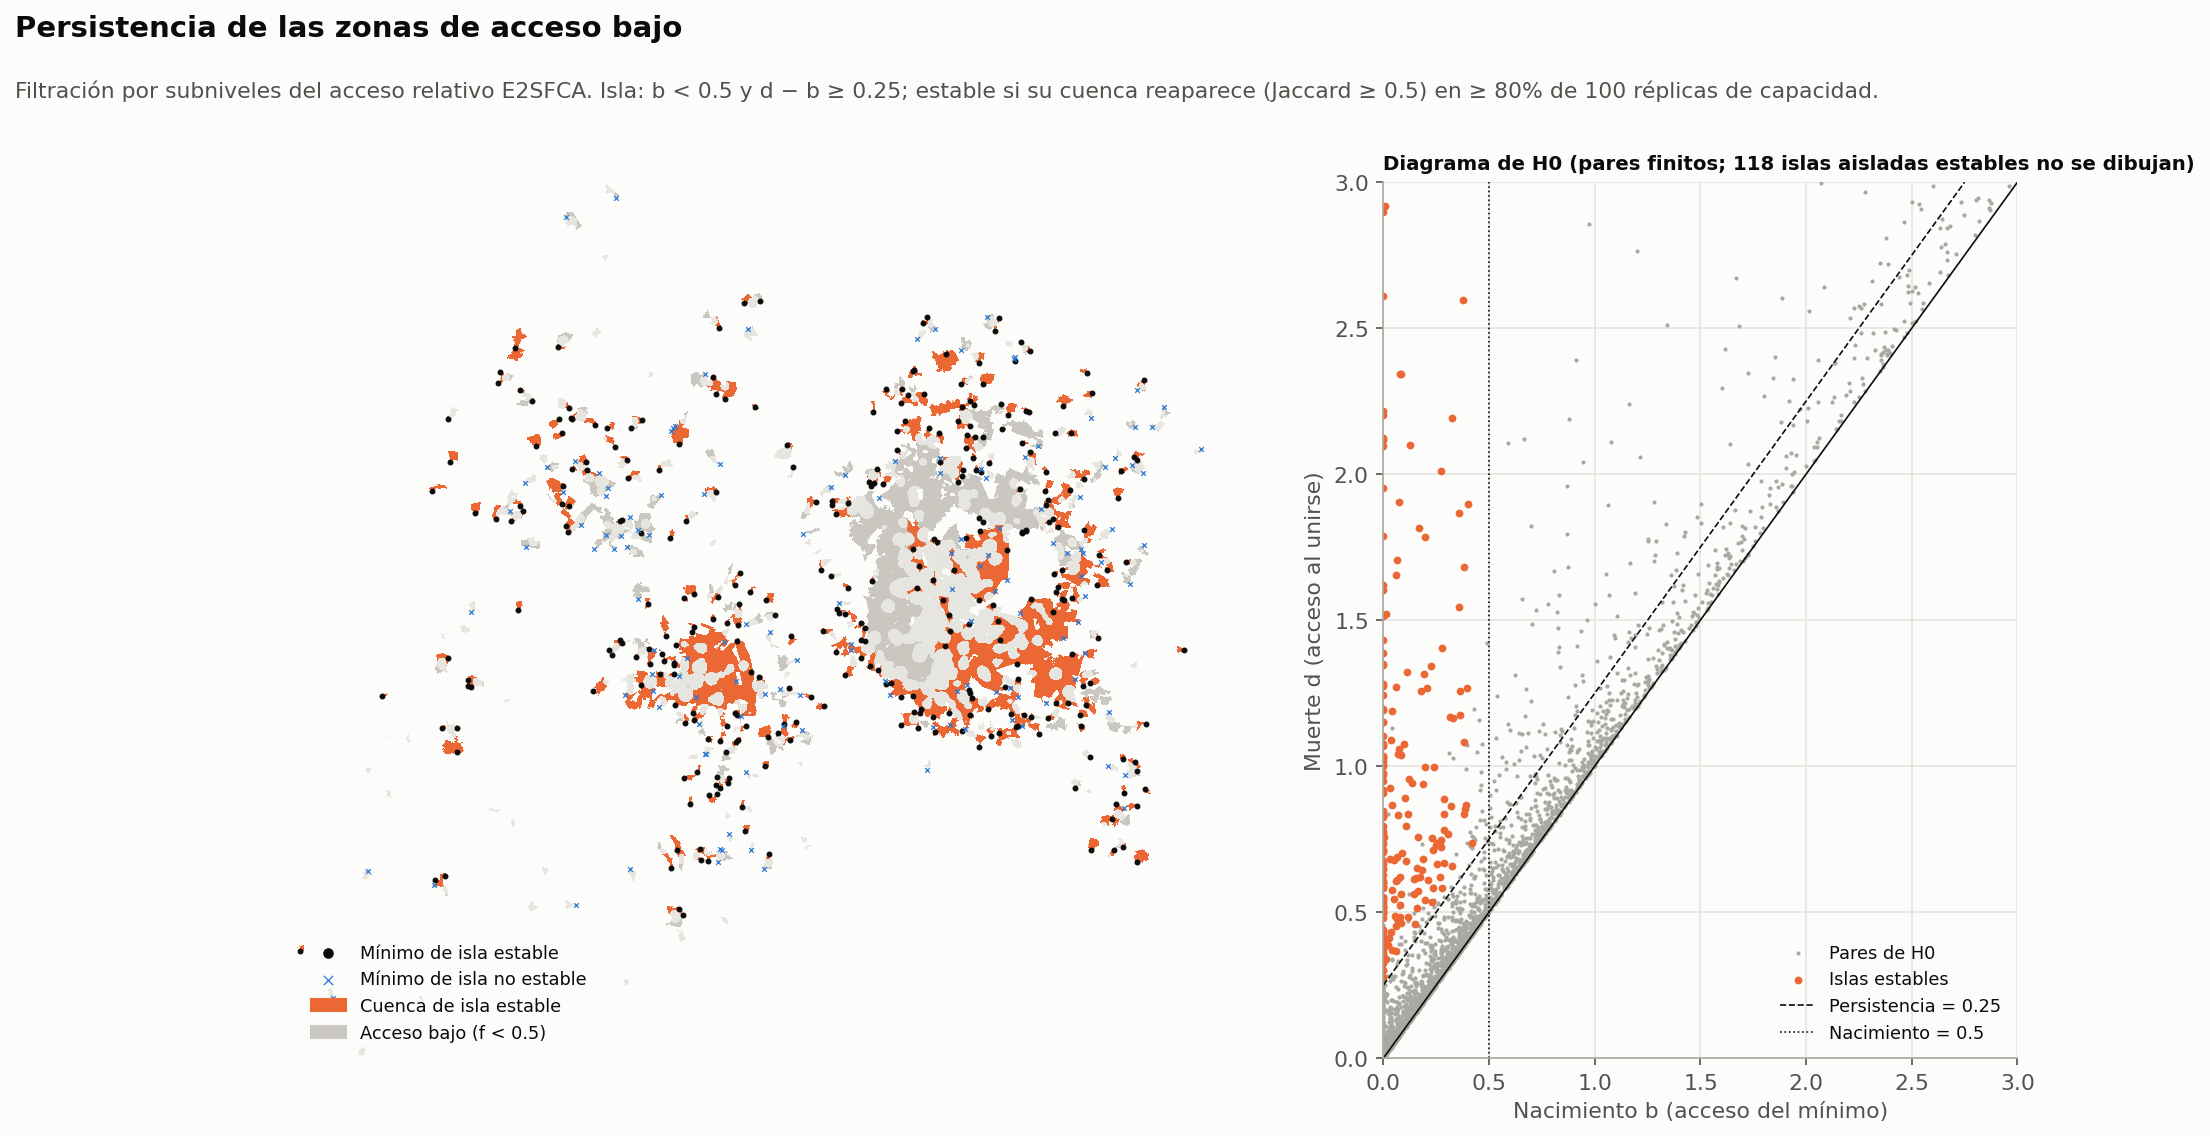 Persistencia de las zonas de acceso bajo
Filtración por subniveles del acceso relativo E2SFCA. Isla: b < 0.5 y d − b ≥ 0.25; estable si su cuenca reaparece (Jaccard ≥ 0.5) en ≥ 80% de 100 réplicas de capacidad.
Mínimo de isla estable
Mínimo de isla no estable
Cuenca de isla estable
Acceso bajo (f < 0.5)
Diagrama de H0 (pares finitos; 118 islas aisladas estables no se dibujan)
Muerte d (acceso al unirse)
3.0
2.5
2.0
1.5
1.0
0.5
0.0
Pares de H0
Islas estables
Persistencia = 0.25
Nacimiento = 0.5
0.0 0.5 1.0 1.5 2.0 2.5 3.0
Nacimiento b (acceso del mínimo)